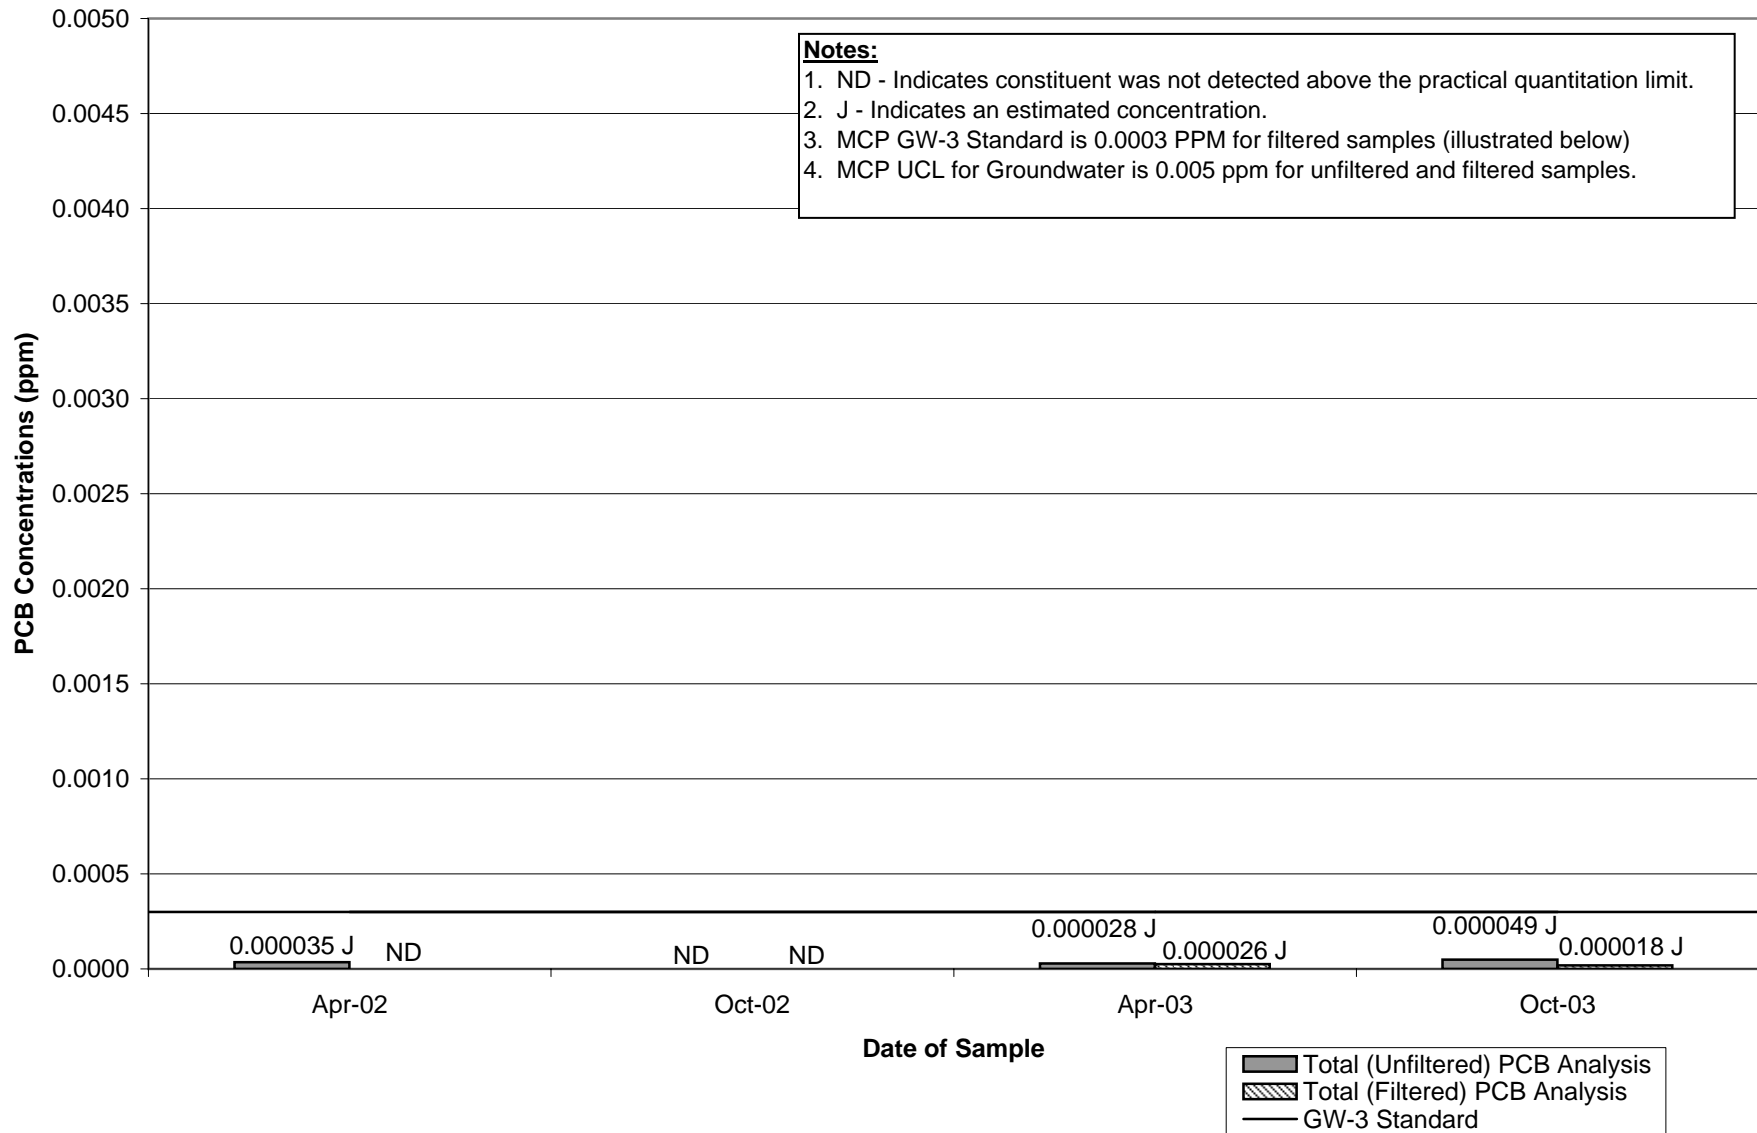 0.0050
0.0045
0.0040
0.0035
0.0030
0.0025
0.0020
0.0015
0.0010
0.0005
0.0000
PCB Concentrations (ppm)
Notes:
1. ND - Indicates constituent was not detected above the practical quantitation limit.
2. J - Indicates an estimated concentration.
3. MCP GW-3 Standard is 0.0003 PPM for filtered samples (illustrated below)
4. MCP UCL for Groundwater is 0.005 ppm for unfiltered and filtered samples.
0.000035 J
ND
ND
ND
0.000028 J
0.000026 J
0.000049 J
0.000018 J
Apr-02
Oct-02
Apr-03
Oct-03
Date of Sample
Total (Unfiltered) PCB Analysis
Total (Filtered) PCB Analysis
GW-3 Standard